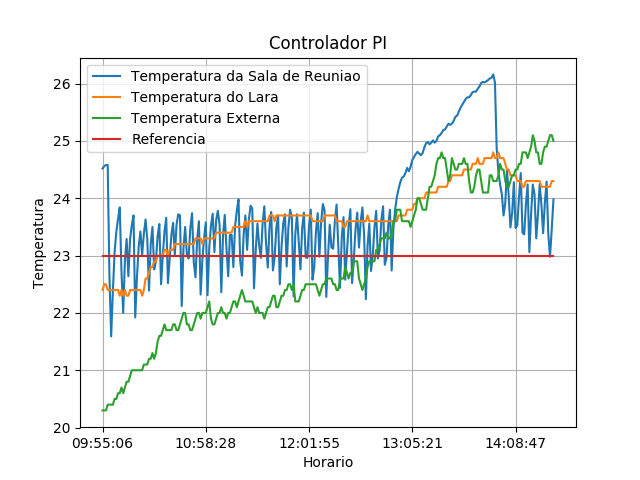 Controlador PI
Temperatura da Sala de Reuniao
Temperatura do Lara
Temperatura Externa
Referencia
Temperatura
26
25
24
23
22
21
20
09:55:06 10:58:28 12:01:55 13:05:21 14:08:47
Horario